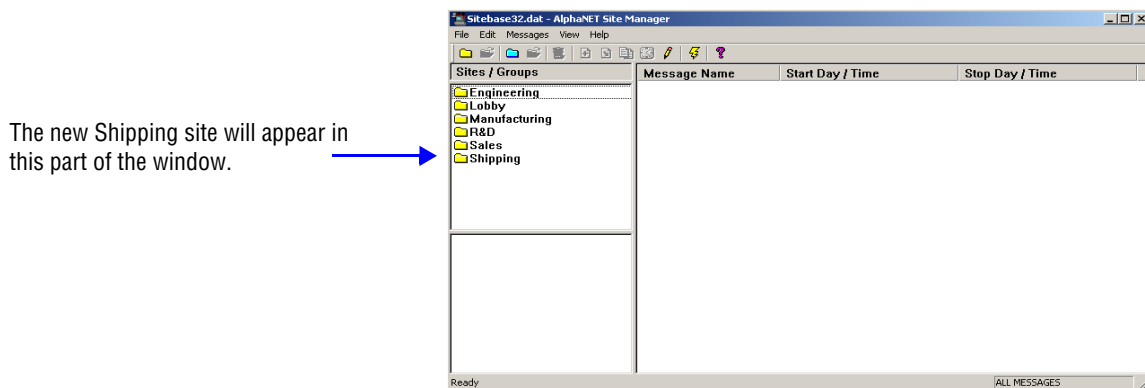 Sitebase32.dat - AlphaNET Site Manager
File Edit Messages View Help
Sites / Groups
Message Name Start Day / Time Stop Day / Time
Engineering
Lobby
Manufacturing
R&D
Sales
Shipping
The new Shipping site will appear in
this part of the window.
Ready ALL MESSAGES